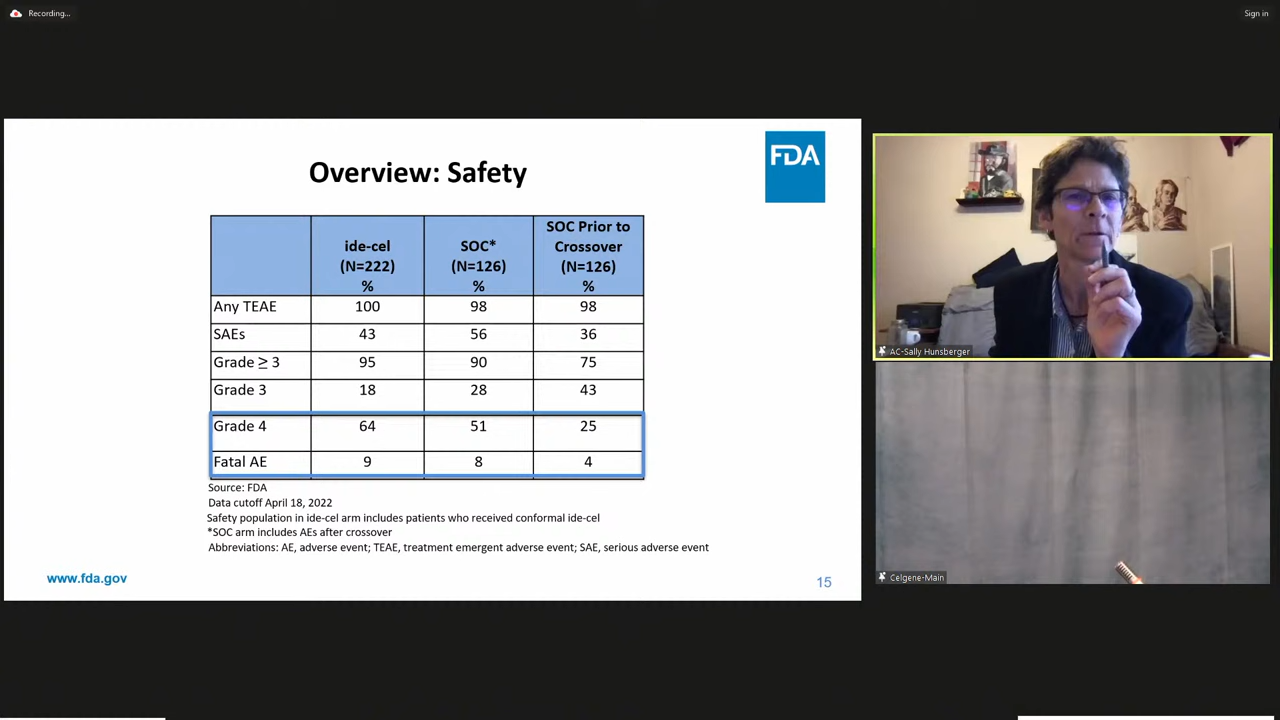 Recording...
Sign in
FDA
Overview: Safety
ide-cel (N=222) %
SOC* (N=126) %
SOC Prior to Crossover (N=126) %
Any TEAE 100 98 98
SAEs 43 56 36
Grade ≥ 3 95 90 75
Grade 3 18 28 43
Grade 4 64 51 25
Fatal AE 9 8 4
Source: FDA
Data cutoff April 18, 2022
Safety population in ide-cel arm includes patients who received conformal ide-cel
*SOC arm includes AEs after crossover
Abbreviations: AE, adverse event; TEAE, treatment emergent adverse event; SAE, serious adverse event
www.fda.gov
15
AC-Sally Hunsberger
Celgene-Main